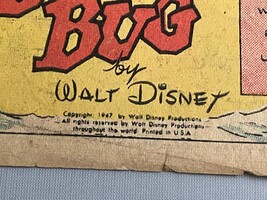 BUG
by
WALT DISNEY
Copyright 1947 by Walt Disney Productions
All rights reserved by Walt Disney Productions
throughout the world Printed in U.S.A